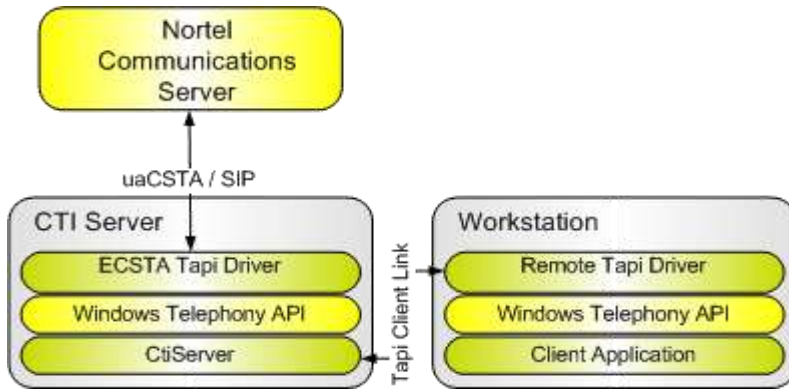 Nortel
Communications
Server
uaCSTA / SIP
CTI Server
ECSTA Tapi Driver
Windows Telephony API
CtiServer
Tapi Client Link
Workstation
Remote Tapi Driver
Windows Telephony API
Client Application